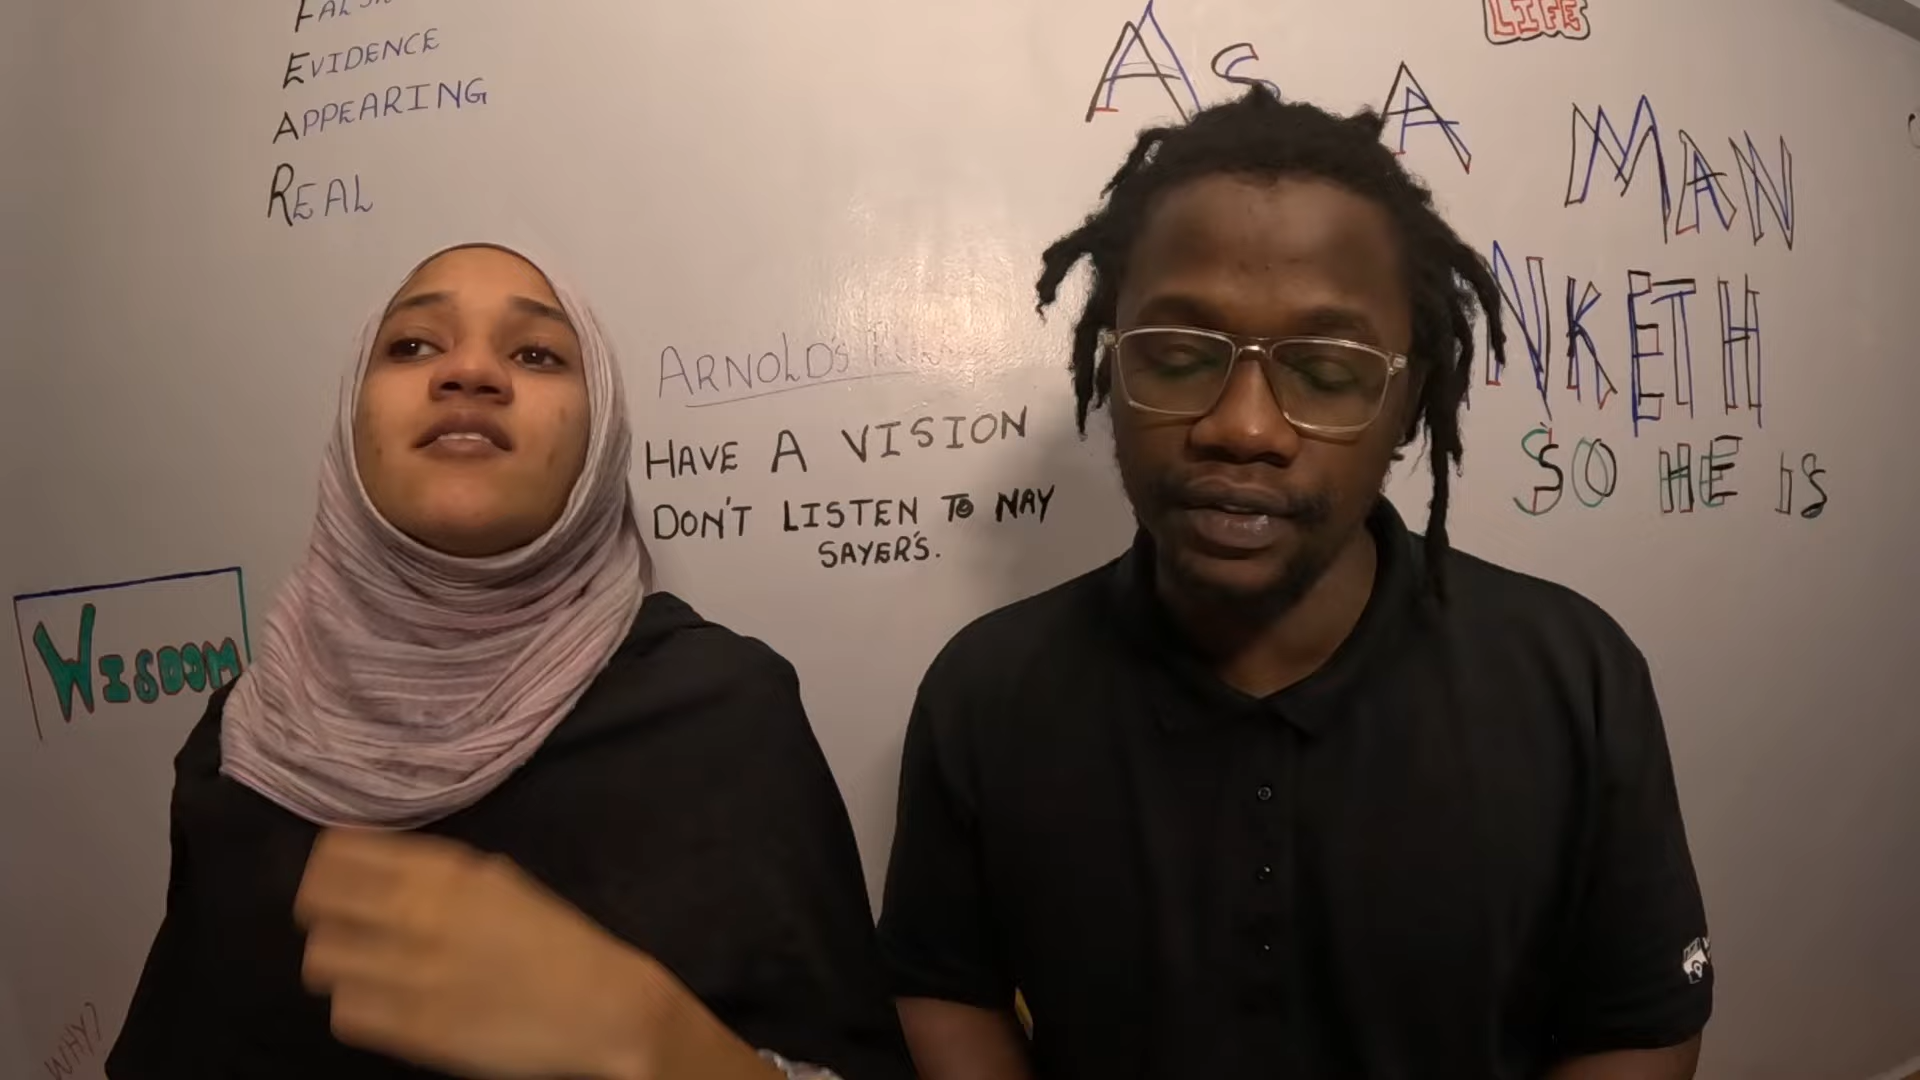 EVIDENCE
APPEARING
REAL
ARNOLD'S
HAVE A VISION
DON'T LISTEN TO NAY
SAYER'S.
WISDOM
WHY?
LIFE
AS A MAN
NKETH
SO HE IS